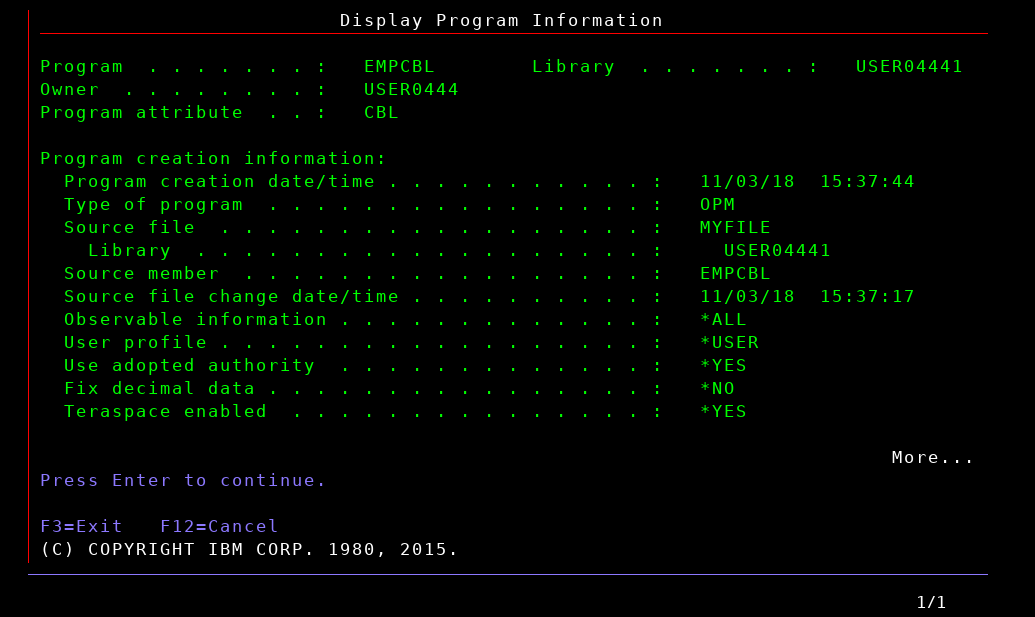 Display Program Information
Program  . . . . . . . :   EMPCBL        Library  . . . . . . . :   USER04441
Owner  . . . . . . . . :   USER0444
Program attribute  . . :   CBL
Program creation information:
  Program creation date/time . . . . . . . . . . . :   11/03/18  15:37:44
  Type of program  . . . . . . . . . . . . . . . . :   OPM
  Source file  . . . . . . . . . . . . . . . . . . :   MYFILE
    Library  . . . . . . . . . . . . . . . . . . . :     USER04441
  Source member  . . . . . . . . . . . . . . . . . :   EMPCBL
  Source file change date/time . . . . . . . . . . :   11/03/18  15:37:17
  Observable information . . . . . . . . . . . . . :   *ALL
  User profile . . . . . . . . . . . . . . . . . . :   *USER
  Use adopted authority  . . . . . . . . . . . . . :   *YES
  Fix decimal data . . . . . . . . . . . . . . . . :   *NO
  Teraspace enabled  . . . . . . . . . . . . . . . :   *YES
More...
Press Enter to continue.
F3=Exit   F12=Cancel
(C) COPYRIGHT IBM CORP. 1980, 2015.
1/1